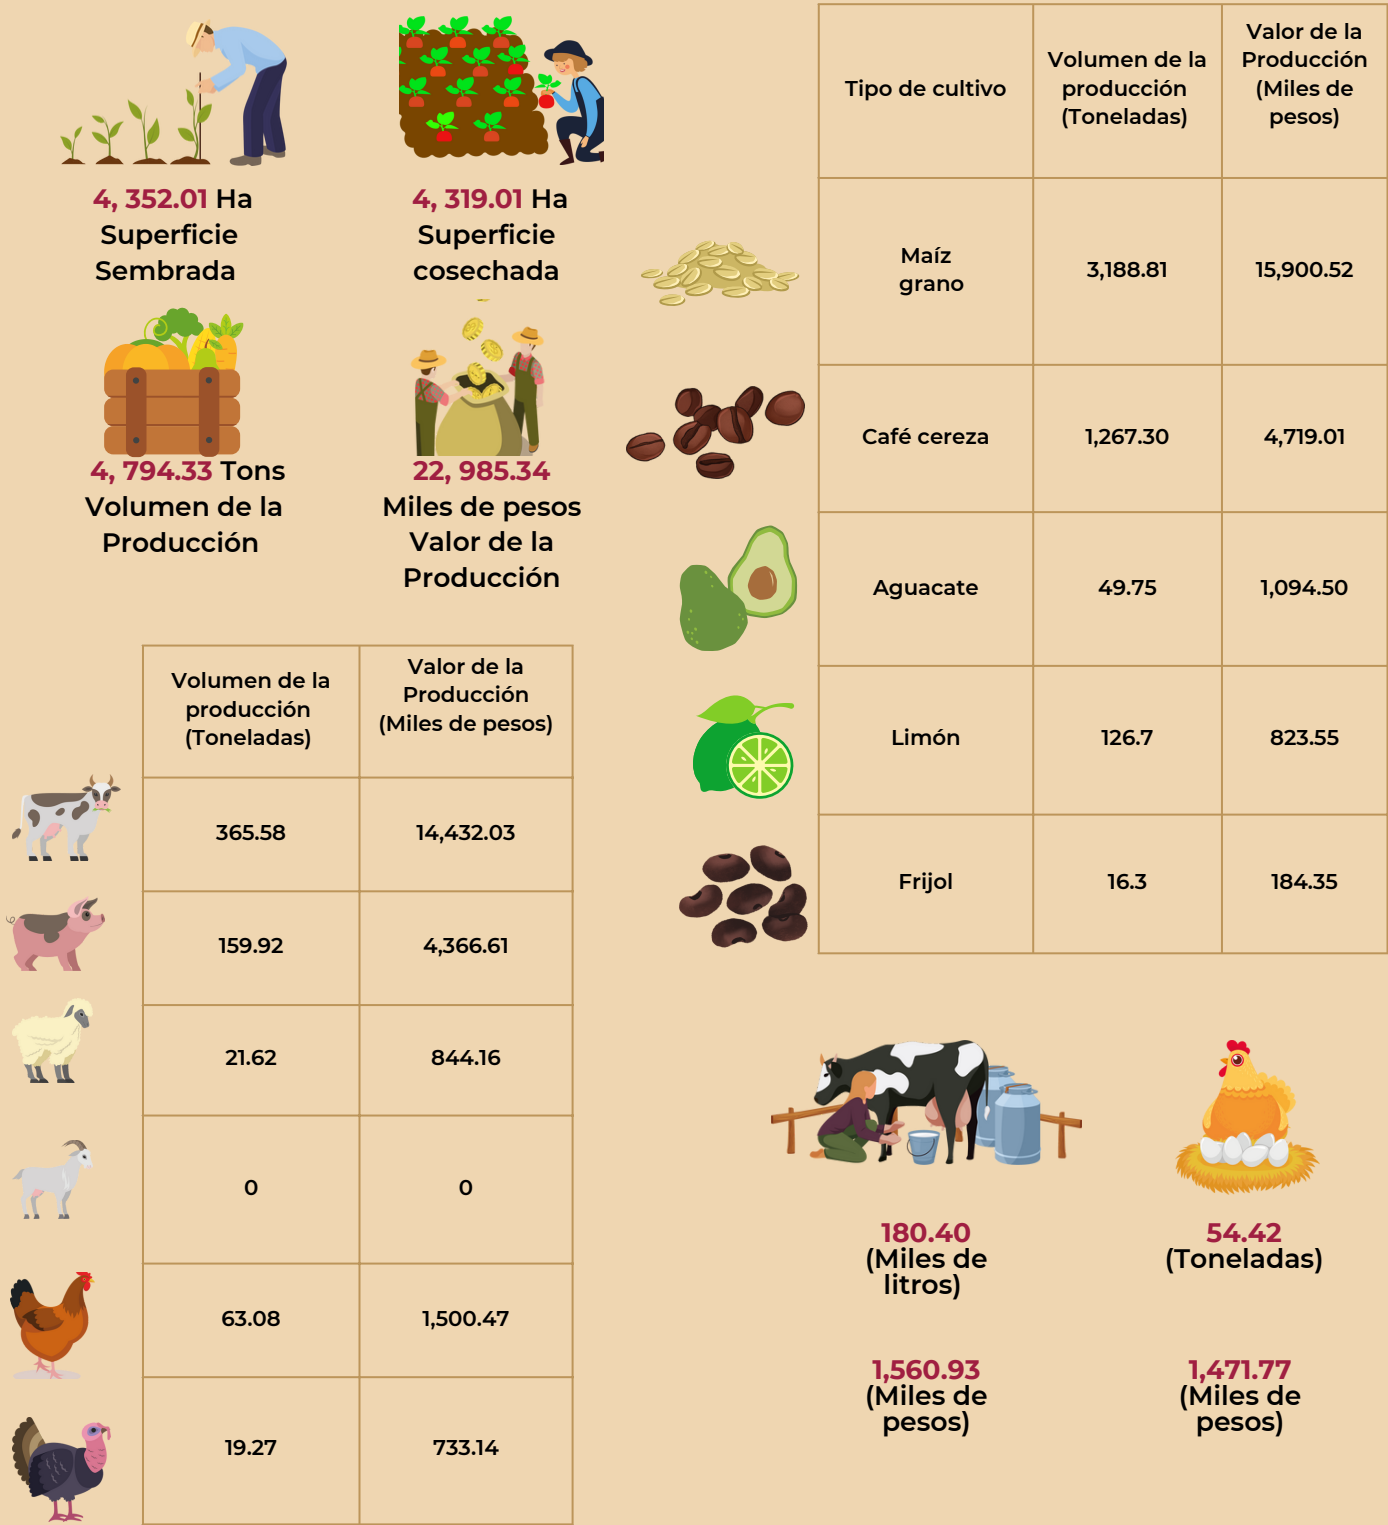 4, 352.01 Ha
Superficie
Sembrada
4, 319.01 Ha
Superficie
cosechada
4, 794.33 Tons
Volumen de la
Producción
22, 985.34
Miles de pesos
Valor de la
Producción
Tipo de cultivo
Volumen de la
producción
(Toneladas)
Valor de la
Producción
(Miles de
pesos)
Maíz
grano
3,188.81
15,900.52
Café cereza
1,267.30
4,719.01
Aguacate
49.75
1,094.50
Limón
126.7
823.55
Frijol
16.3
184.35
Volumen de la
producción
(Toneladas)
Valor de la
Producción
(Miles de pesos)
365.58
14,432.03
159.92
4,366.61
21.62
844.16
0
0
63.08
1,500.47
19.27
733.14
180.40
(Miles de
litros)
1,560.93
(Miles de
pesos)
54.42
(Toneladas)
1,471.77
(Miles de
pesos)